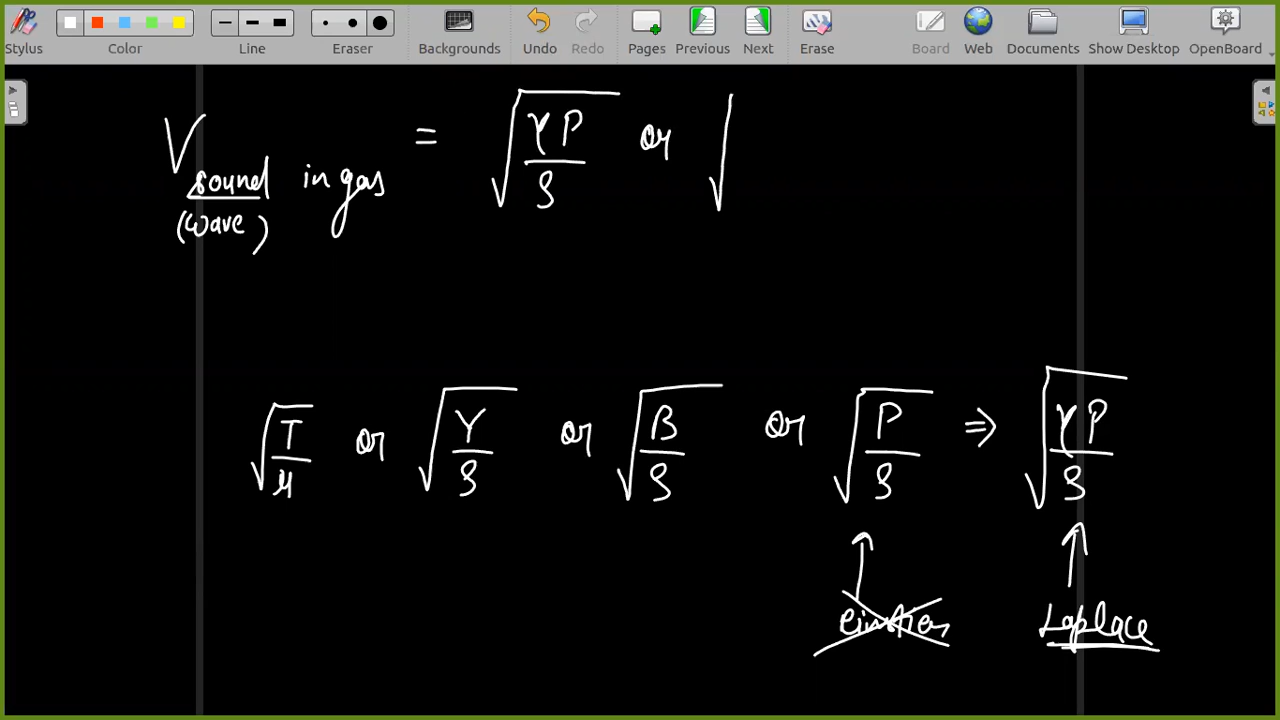 Stylus Color Line Eraser Backgrounds Undo Redo Pages Previous Next Erase Board Web Documents Show Desktop OpenBoard
V sound in gas = √(γP/ρ) or √
(wave)
√(T/μ) or √(Y/ρ) or √(B/ρ) or √(P/ρ) ⇒ √(γP/ρ)
↑ ↑
Laplace